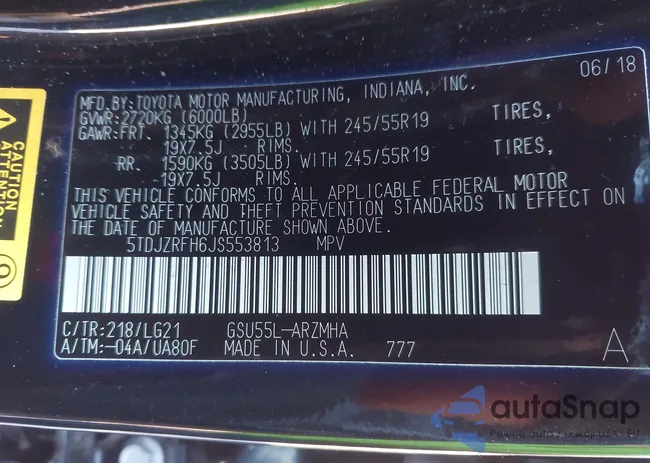 06/18
MFD.BY:TOYOTA MOTOR MANUFACTURING, INDIANA, INC.
GVWR:2720KG (6000LB)
GAWR:FRT. 1345KG (2955LB) WITH 245/55R19 TIRES,
19X7.5J RIMS.
RR. 1590KG (3505LB) WITH 245/55R19 TIRES,
19X7.5J RIMS.
THIS VEHICLE CONFORMS TO ALL APPLICABLE FEDERAL MOTOR
VEHICLE SAFETY AND THEFT PREVENTION STANDARDS IN EFFECT ON
THE DATE OF MANUFACTURE SHOWN ABOVE.
5TDJZRFH6JS553813 MPV
C/TR:218/LG21 GSU55L-ARZMHA
A/TM:-04A/UA80F MADE IN U.S.A. 777 A
CAUTION
ATTENTION
autaSnap